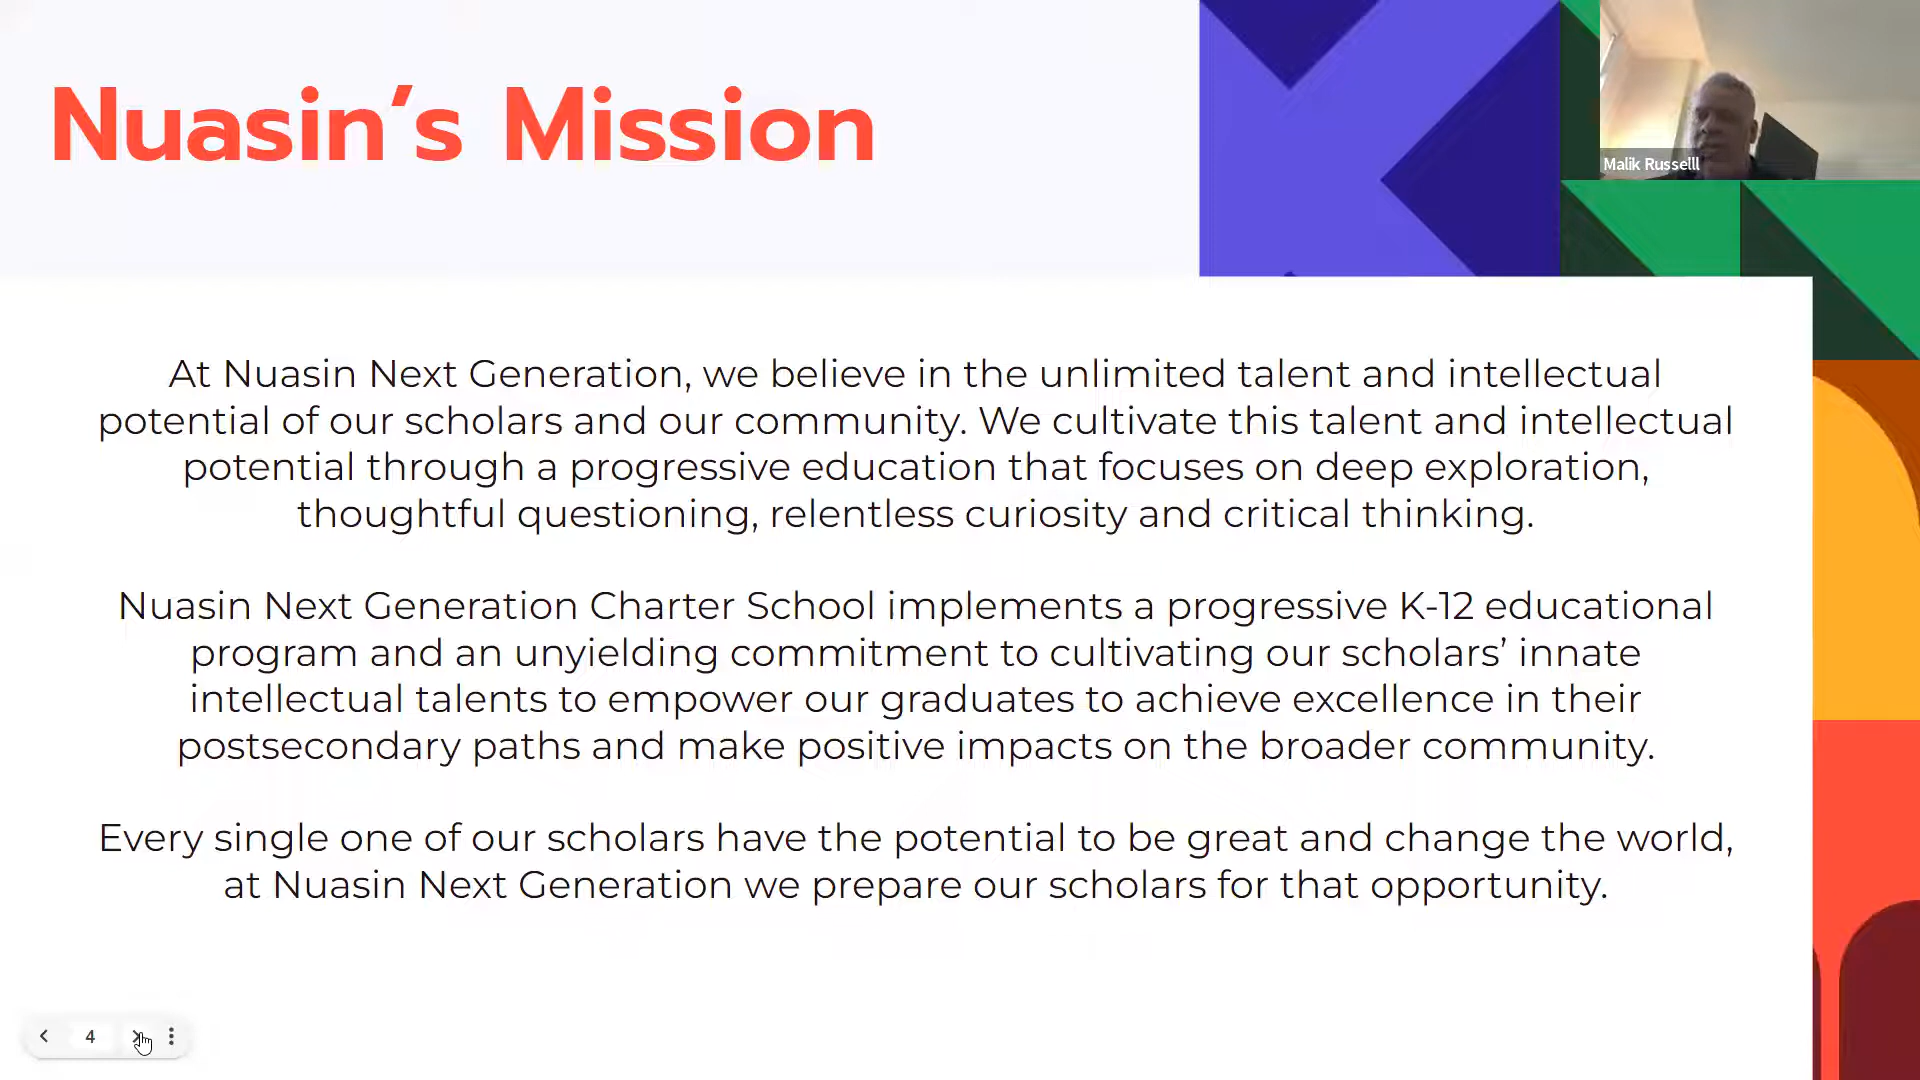 Nuasin’s Mission
Malik Russelll
At Nuasin Next Generation, we believe in the unlimited talent and intellectual
potential of our scholars and our community. We cultivate this talent and intellectual
potential through a progressive education that focuses on deep exploration,
thoughtful questioning, relentless curiosity and critical thinking.
Nuasin Next Generation Charter School implements a progressive K-12 educational
program and an unyielding commitment to cultivating our scholars’ innate
intellectual talents to empower our graduates to achieve excellence in their
postsecondary paths and make positive impacts on the broader community.
Every single one of our scholars have the potential to be great and change the world,
at Nuasin Next Generation we prepare our scholars for that opportunity.
4